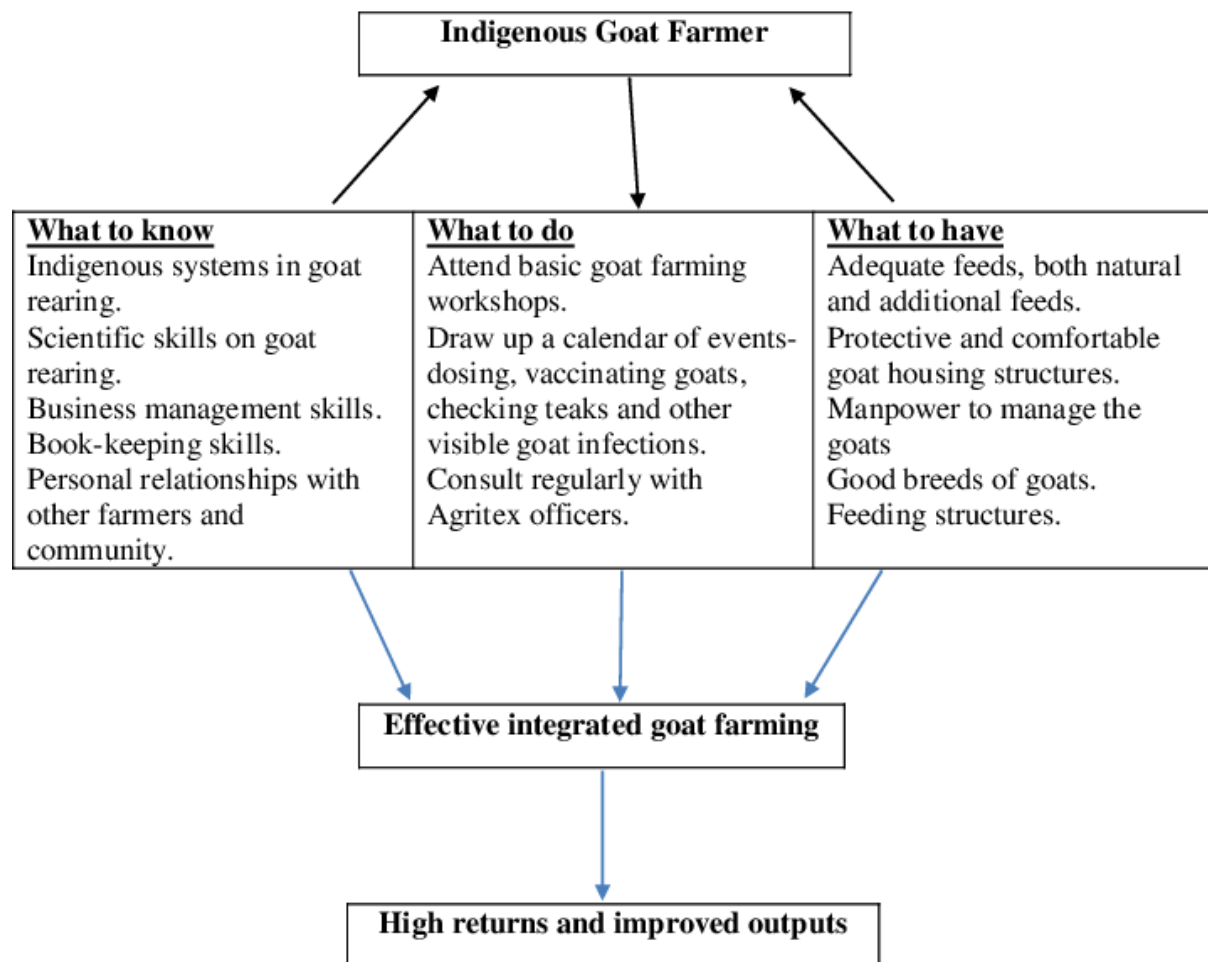 Indigenous Goat Farmer
What to know
Indigenous systems in goat
rearing.
Scientific skills on goat
rearing.
Business management skills.
Book-keeping skills.
Personal relationships with
other farmers and
community.
What to do
Attend basic goat farming
workshops.
Draw up a calendar of events-
dosing, vaccinating goats,
checking teaks and other
visible goat infections.
Consult regularly with
Agritex officers.
What to have
Adequate feeds, both natural
and additional feeds.
Protective and comfortable
goat housing structures.
Manpower to manage the
goats
Good breeds of goats.
Feeding structures.
Effective integrated goat farming
High returns and improved outputs